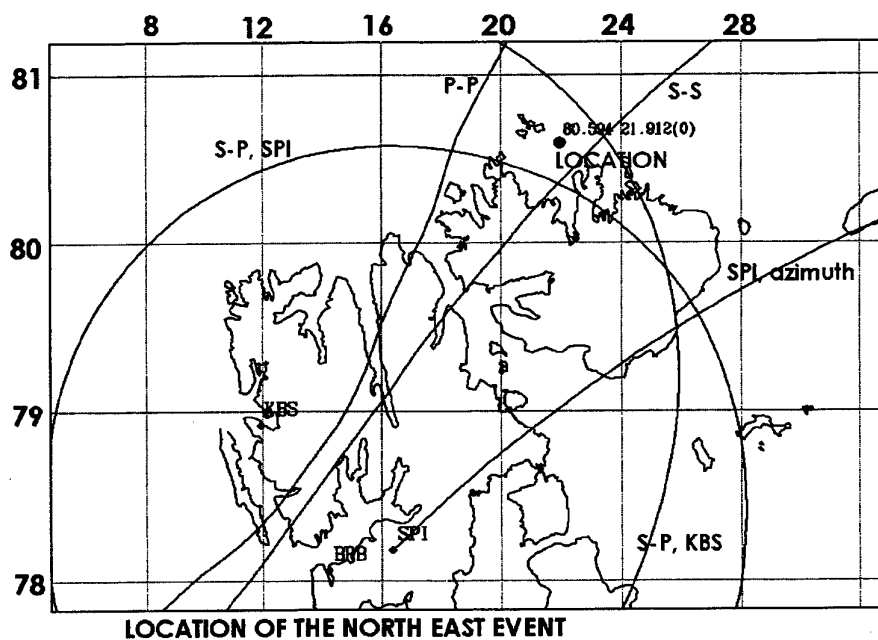 8 12 16 20 24 28
81
P-P
S-S
80.594 21.912(0)
S-P, SPI
LOCATION
80
SPI, azimuth
79
KBS
SPI
S-P, KBS
78
LOCATION OF THE NORTH EAST EVENT